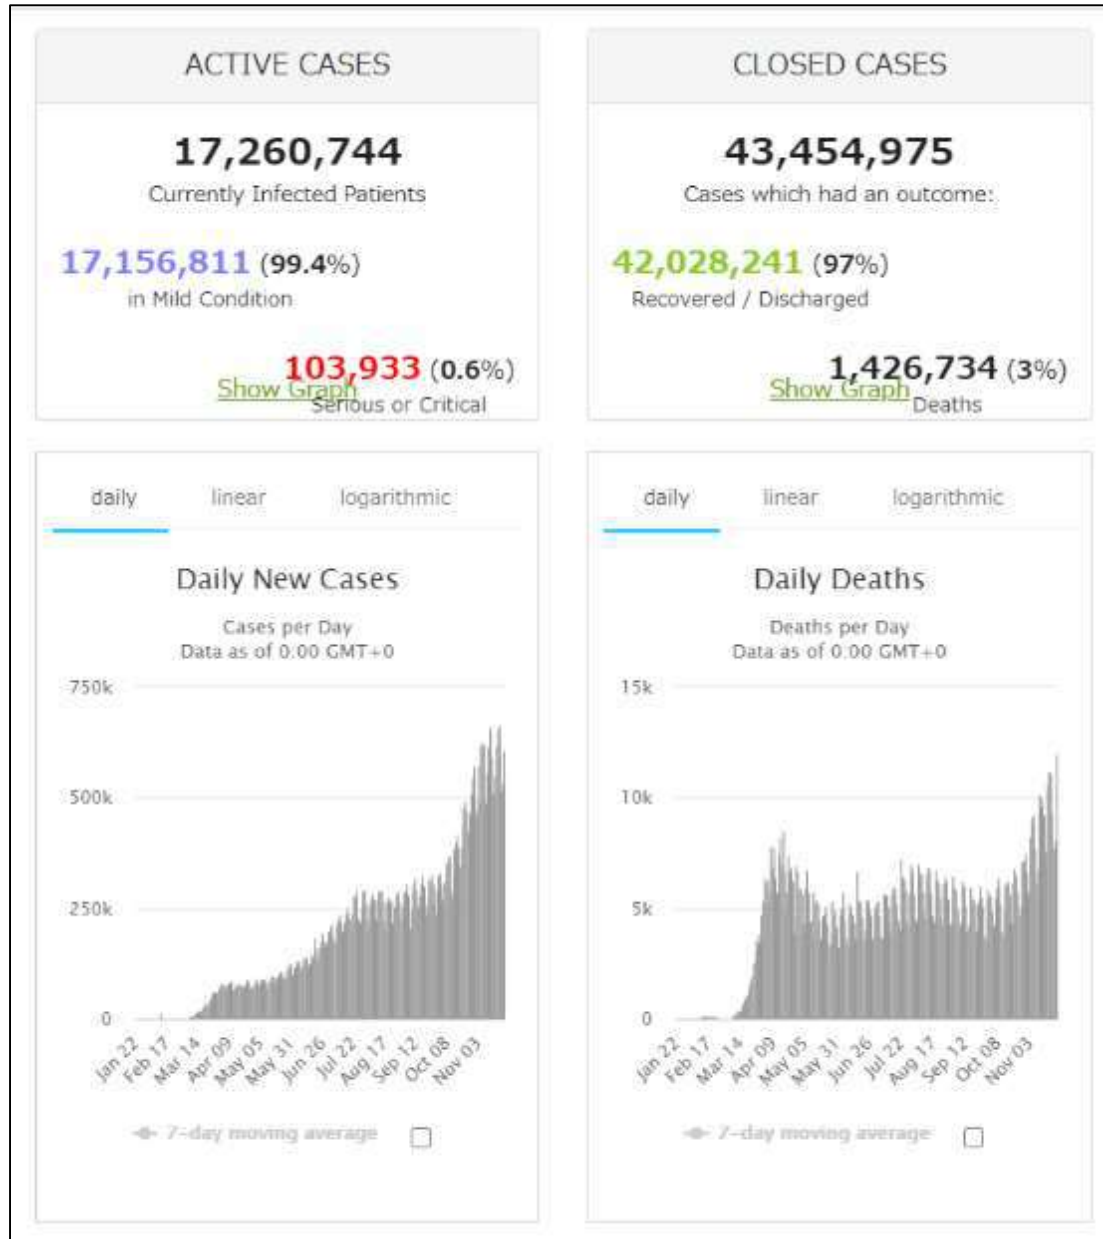 ACTIVE CASES
17,260,744
Currently Infected Patients
17,156,811 (99.4%)
in Mild Condition
103,933 (0.6%)
Show Graph
Serious or Critical
CLOSED CASES
43,454,975
Cases which had an outcome:
42,028,241 (97%)
Recovered / Discharged
1,426,734 (3%)
Show Graph
Deaths
daily linear logarithmic
Daily New Cases
Cases per Day
Data as of 0:00 GMT+0
750k
500k
250k
0
Jan 22 Feb 17 Mar 14 Apr 09 May 05 May 31 Jun 26 Jul 22 Aug 17 Sep 12 Oct 08 Nov 03
7-day moving average
daily linear logarithmic
Daily Deaths
Deaths per Day
Data as of 0:00 GMT+0
15k
10k
5k
0
Jan 22 Feb 17 Mar 14 Apr 09 May 05 May 31 Jun 26 Jul 22 Aug 17 Sep 12 Oct 08 Nov 03
7-day moving average